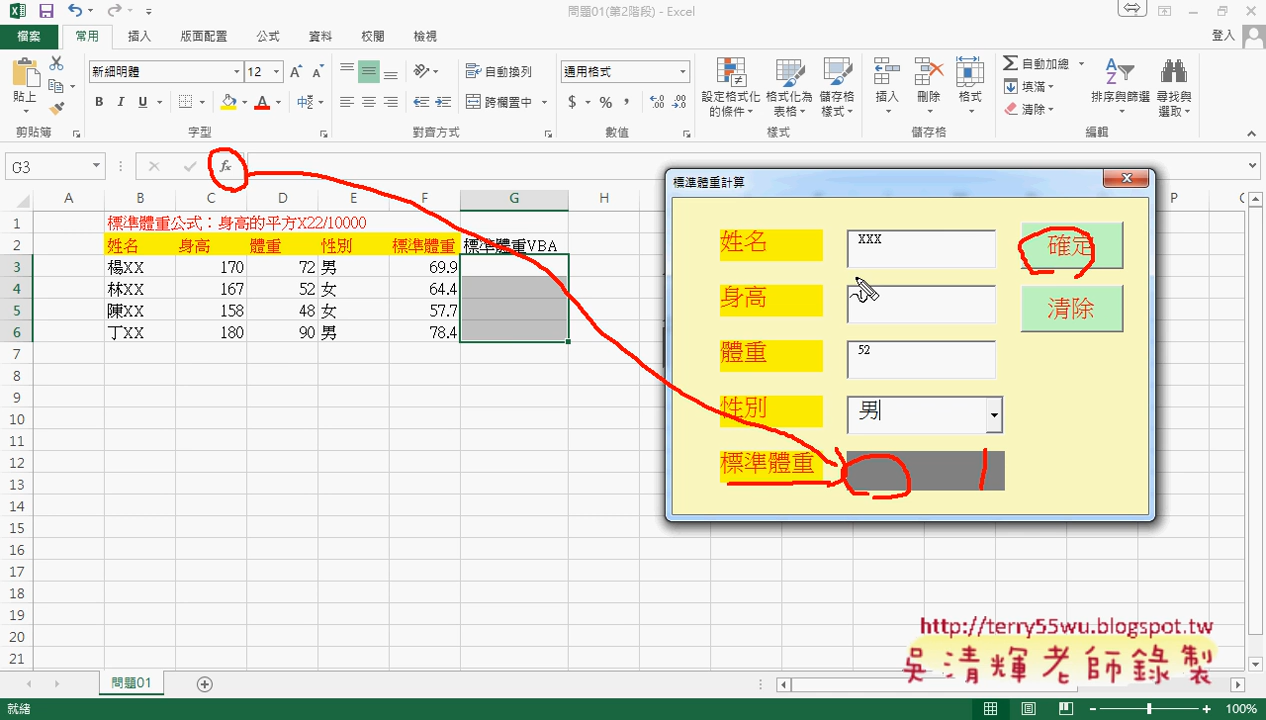 問題01(第2階段) - Excel
檔案 常用 插入 版面配置 公式 資料 校閱 檢視 登入
新細明體 12 自動換列 通用格式 自動加總
貼上 B I U 中 跨欄置中 $ % , 設定格式化的條件 格式化為表格 儲存格樣式 插入 刪除 格式 填滿 清除 排序與篩選 尋找與選取
剪貼簿 字型 對齊方式 數值 樣式 儲存格 編輯
G3 fx
A B C D E F G H P
1 標準體重公式：身高的平方X22/10000
2 姓名 身高 體重 性別 標準體重 標準體重VBA
3 楊XX 170 72 男 69.9
4 林XX 167 52 女 64.4
5 陳XX 158 48 女 57.7
6 丁XX 180 90 男 78.4
7
8
9
10
11
12
13
14
15
16
17
18
19
20
21
標準體重計算
姓名 XXX 確定
身高 清除
體重 52
性別 男
標準體重
http://terry55wu.blogspot.tw
吳清輝老師錄製
問題01
就緒 100%